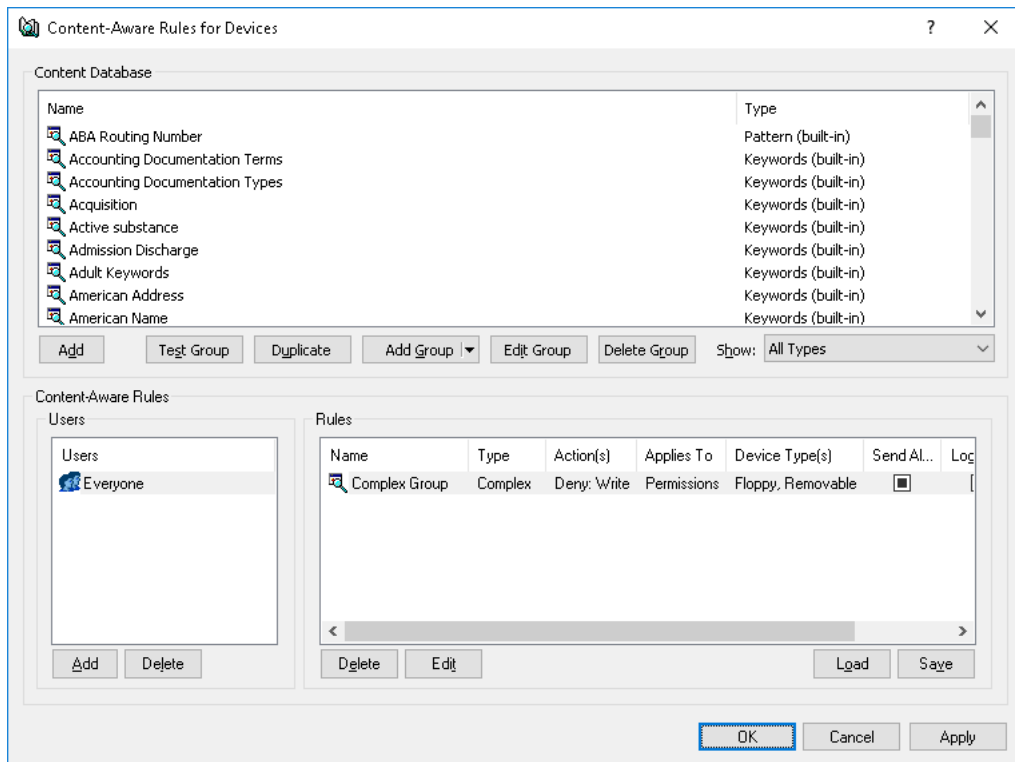 Content-Aware Rules for Devices ?
Content Database
Name Type
ABA Routing Number Pattern (built-in)
Accounting Documentation Terms Keywords (built-in)
Accounting Documentation Types Keywords (built-in)
Acquisition Keywords (built-in)
Active substance Keywords (built-in)
Admission Discharge Keywords (built-in)
Adult Keywords Keywords (built-in)
American Address Keywords (built-in)
American Name Keywords (built-in)
Add Test Group Duplicate Add Group Edit Group Delete Group Show: All Types
Content-Aware Rules
Users Rules
Users Name Type Action(s) Applies To Device Type(s) Send Al... Log
Everyone Complex Group Complex Deny: Write Permissions Floppy, Removable
Add Delete Delete Edit Load Save
OK Cancel Apply